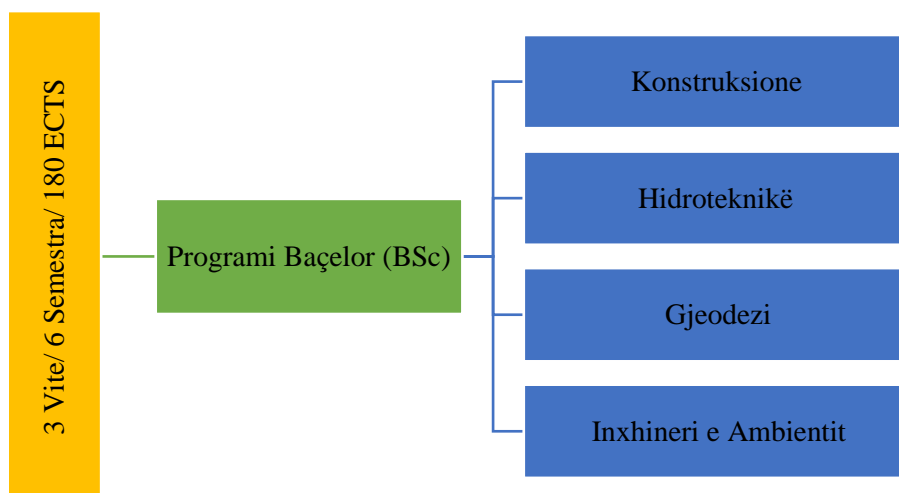 3 Vite/ 6 Semestra/ 180 ECTS
Programi Baçelor (BSc)
Konstruksione
Hidroteknikë
Gjeodezi
Inxhineri e Ambientit